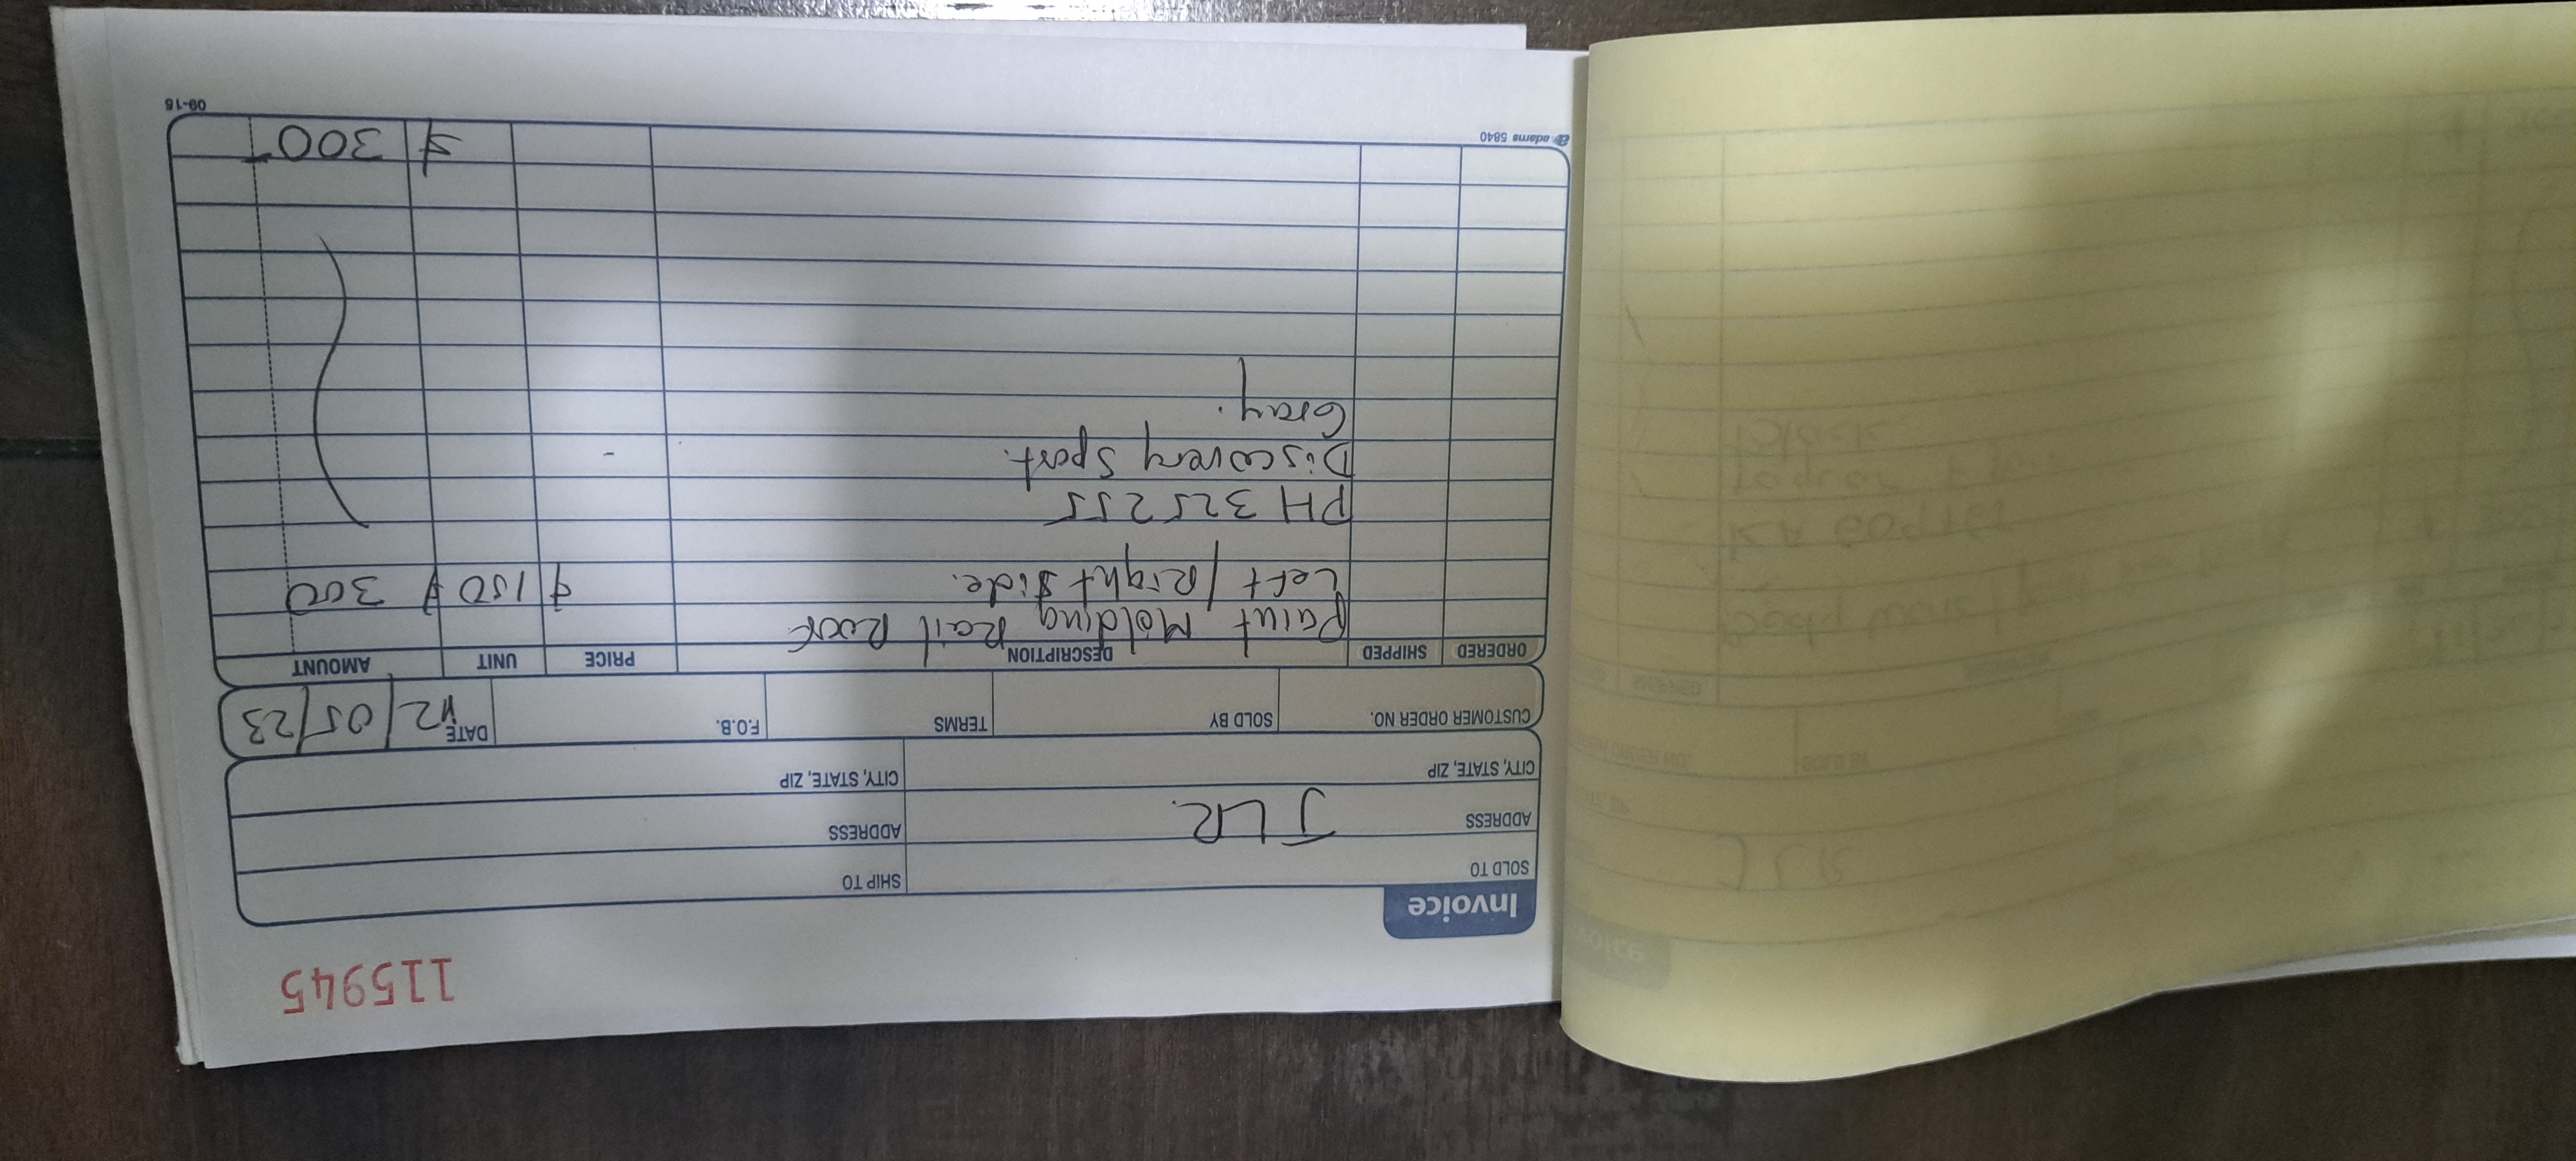 115945
Invoice
SOLD TO
SHIP TO
ADDRESS JLR.
ADDRESS
CITY, STATE, ZIP
CITY, STATE, ZIP
CUSTOMER ORDER NO. SOLD BY TERMS F.O.B. DATE 12/05/23
ORDERED SHIPPED DESCRIPTION PRICE UNIT AMOUNT
Paint Molding Rail Roof
Left / Right Side. $ 150 $ 300
PH 325255
Discovery Sport.
Gray.
$ 300
adams 5840
09-15